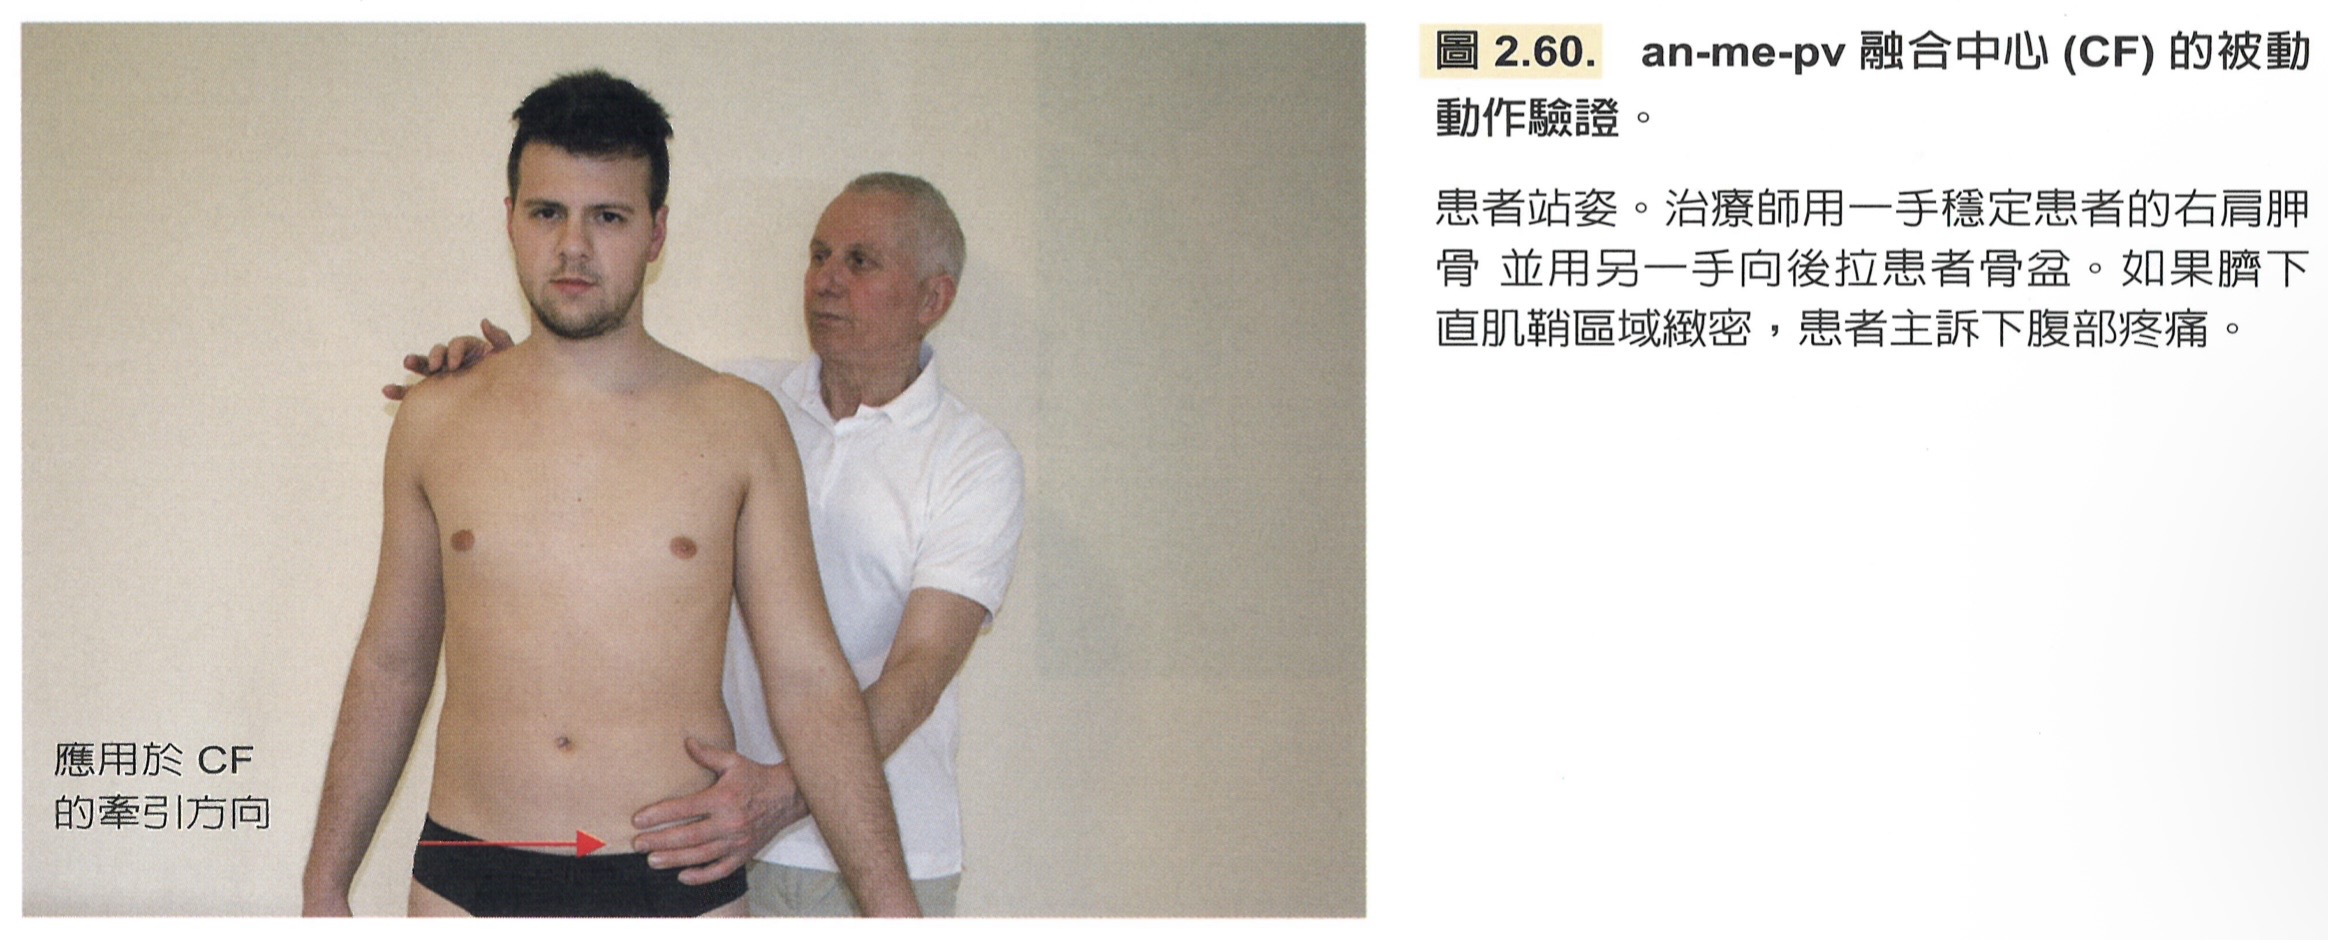 圖 2.60. an-me-pv 融合中心 (CF) 的被動
動作驗證。
患者站姿。治療師用一手穩定患者的右肩胛
骨 並用另一手向後拉患者骨盆。如果臍下
直肌鞘區域緻密，患者主訴下腹部疼痛。
應用於 CF
的牽引方向